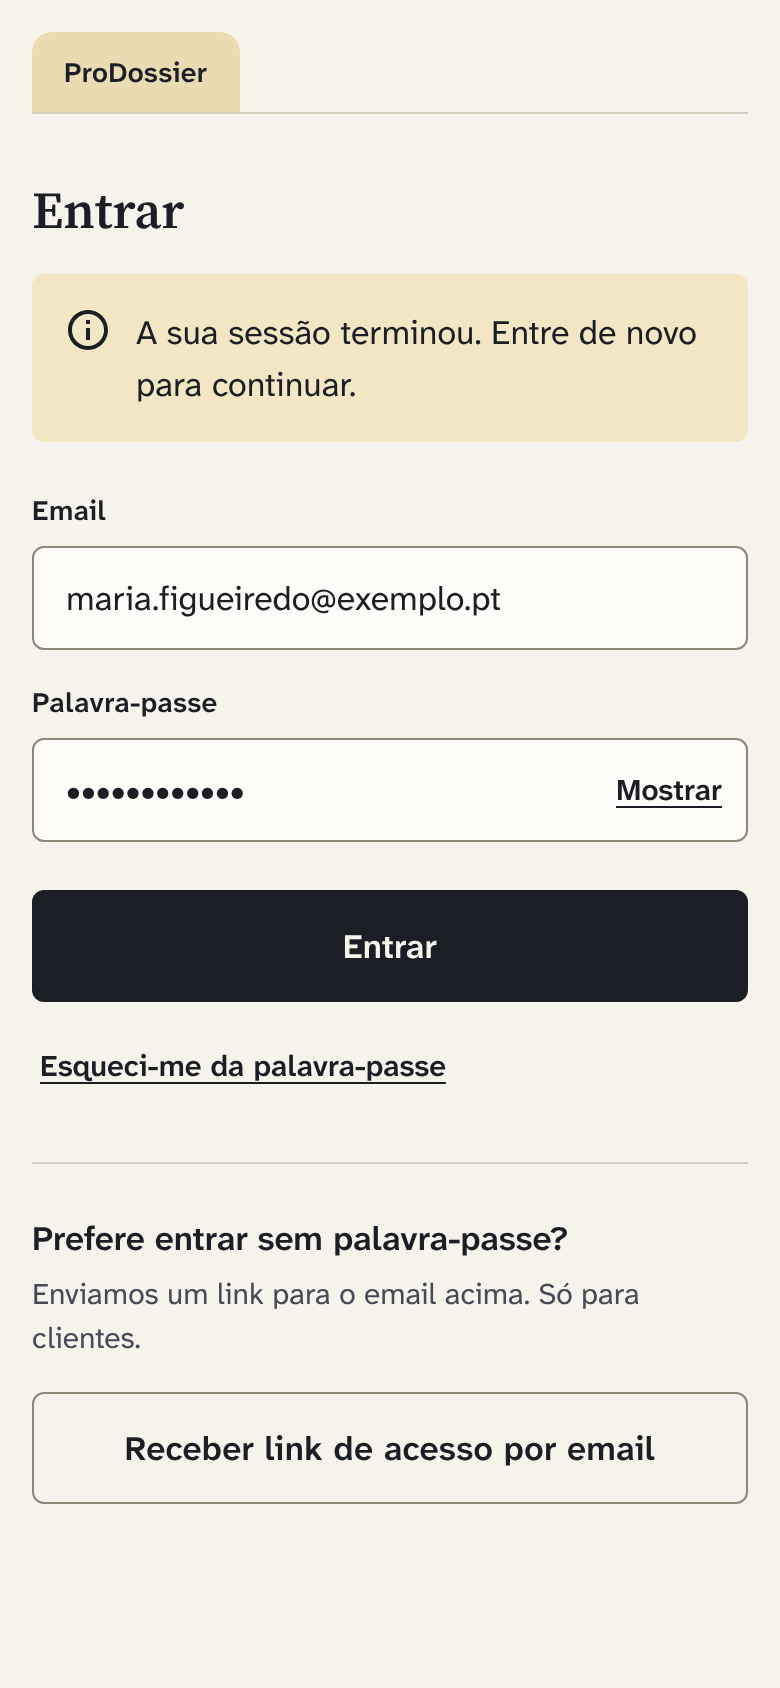 ProDossier
Entrar
A sua sessão terminou. Entre de novo
para continuar.
Email
maria.figueiredo@exemplo.pt
Palavra-passe
••••••••••••
Mostrar
Entrar
Esqueci-me da palavra-passe
Prefere entrar sem palavra-passe?
Enviamos um link para o email acima. Só para
clientes.
Receber link de acesso por email